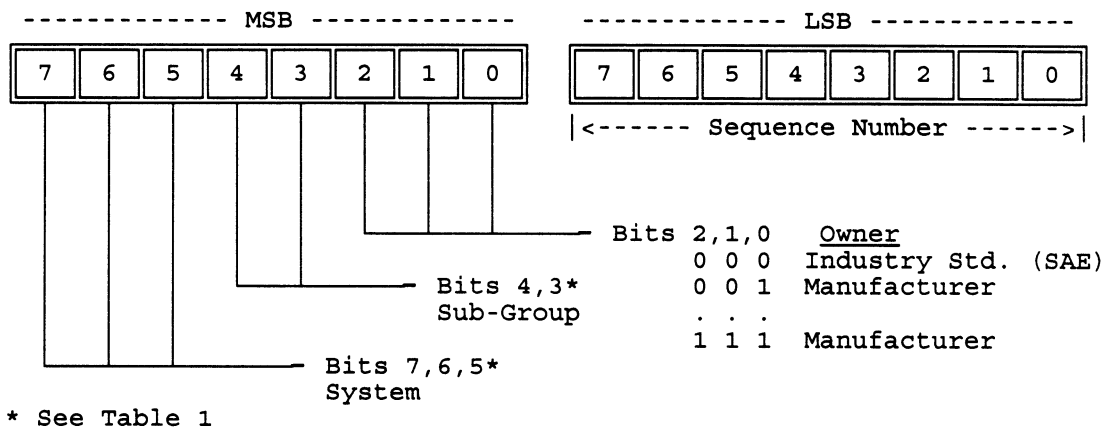 ------------- MSB -------------   ------------- LSB -------------
7 6 5 4 3 2 1 0   7 6 5 4 3 2 1 0
|<------ Sequence Number ------>|
Bits 2,1,0 Owner
0 0 0 Industry Std. (SAE)
Bits 4,3* 0 0 1 Manufacturer
Sub-Group . . .
1 1 1 Manufacturer
Bits 7,6,5*
System
* See Table 1